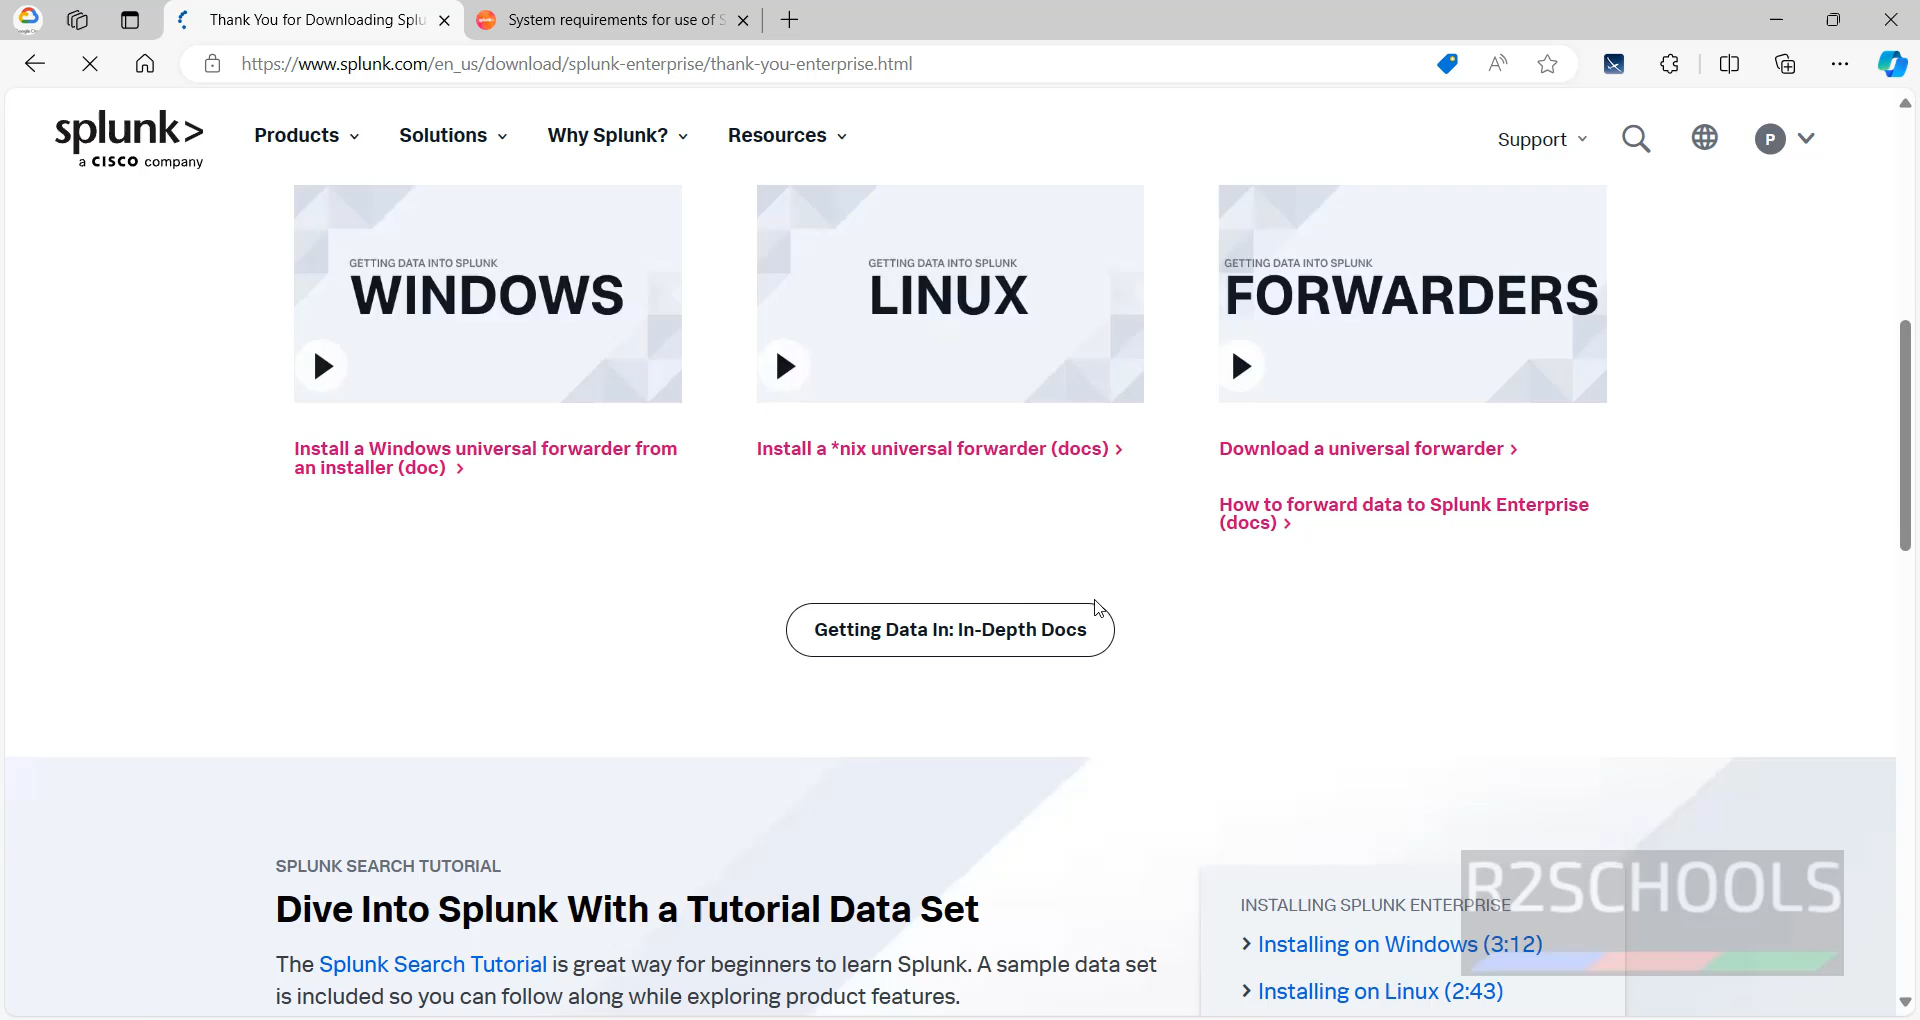 Thank You for Downloading Splu
System requirements for use of S
https://www.splunk.com/en_us/download/splunk-enterprise/thank-you-enterprise.html
splunk>
a CISCO company
Products
Solutions
Why Splunk?
Resources
Support
P
GETTING DATA INTO SPLUNK
WINDOWS
GETTING DATA INTO SPLUNK
LINUX
GETTING DATA INTO SPLUNK
FORWARDERS
Install a Windows universal forwarder from
an installer (doc) >
Install a *nix universal forwarder (docs) >
Download a universal forwarder >
How to forward data to Splunk Enterprise
(docs) >
Getting Data In: In-Depth Docs
SPLUNK SEARCH TUTORIAL
Dive Into Splunk With a Tutorial Data Set
The Splunk Search Tutorial is great way for beginners to learn Splunk. A sample data set
is included so you can follow along while exploring product features.
INSTALLING SPLUNK ENTERPRISE
> Installing on Windows (3:12)
> Installing on Linux (2:43)
R2SCHOOLS